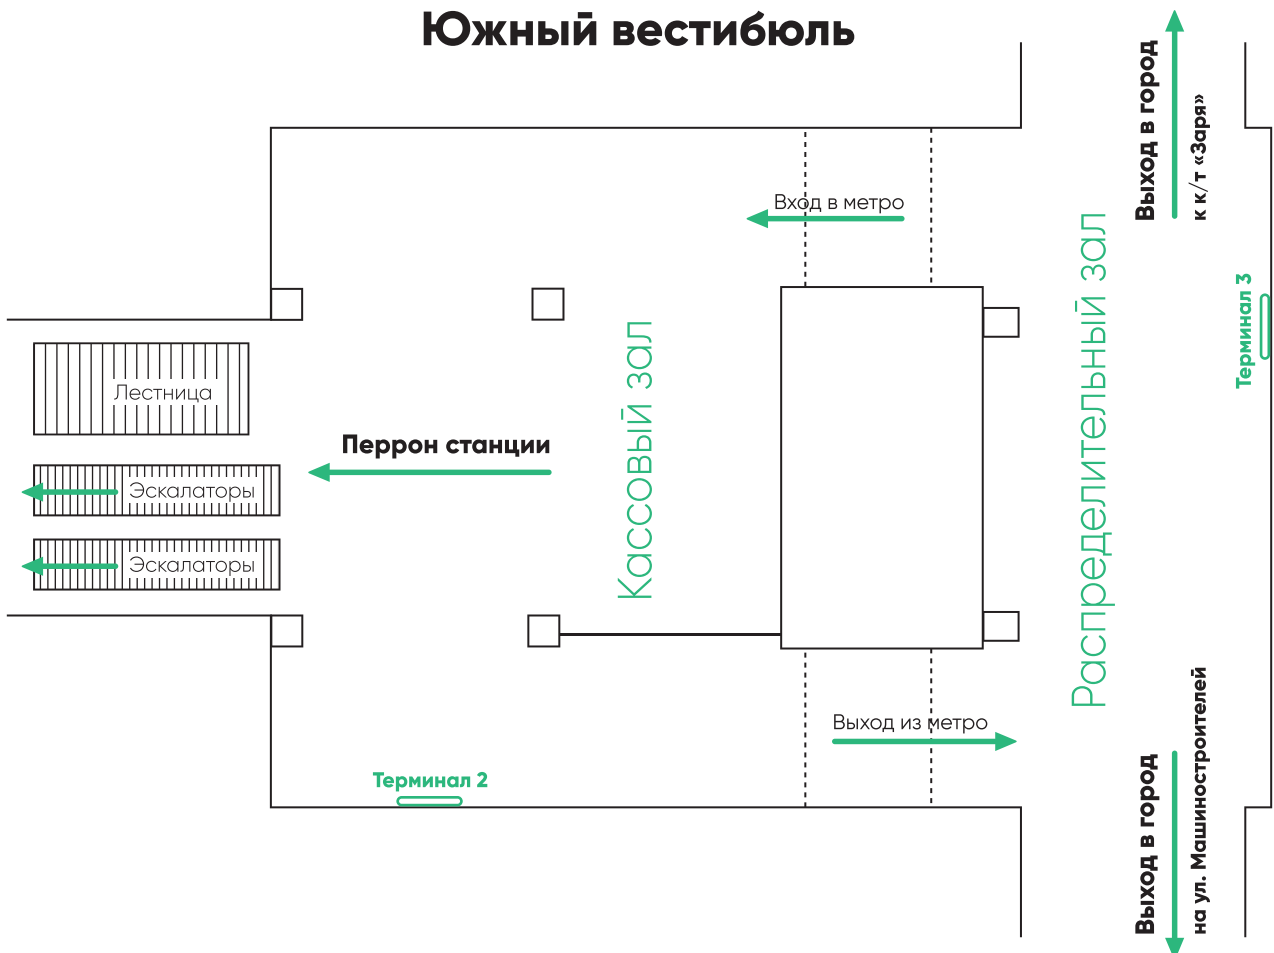 Южный вестибюль
Выход в город
к к/т «Заря»
Вход в метро
Терминал 3
Распределительный зал
Кассовый зал
Лестница
Перрон станции
Эскалаторы
Эскалаторы
Выход из метро
Терминал 2
Выход в город
на ул. Машиностроителей